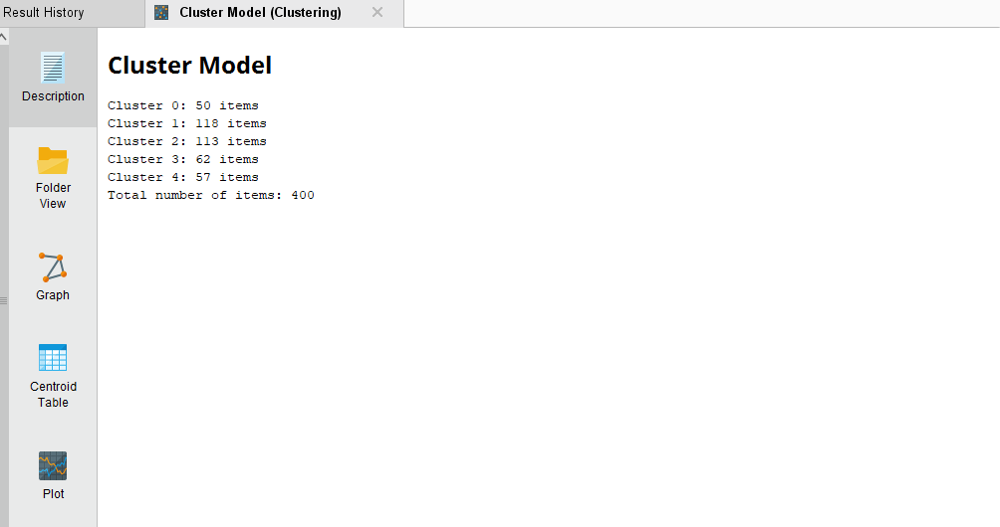 Result History
Cluster Model (Clustering)
Description
Folder
View
Graph
Centroid
Table
Plot
Cluster Model
Cluster 0: 50 items
Cluster 1: 118 items
Cluster 2: 113 items
Cluster 3: 62 items
Cluster 4: 57 items
Total number of items: 400